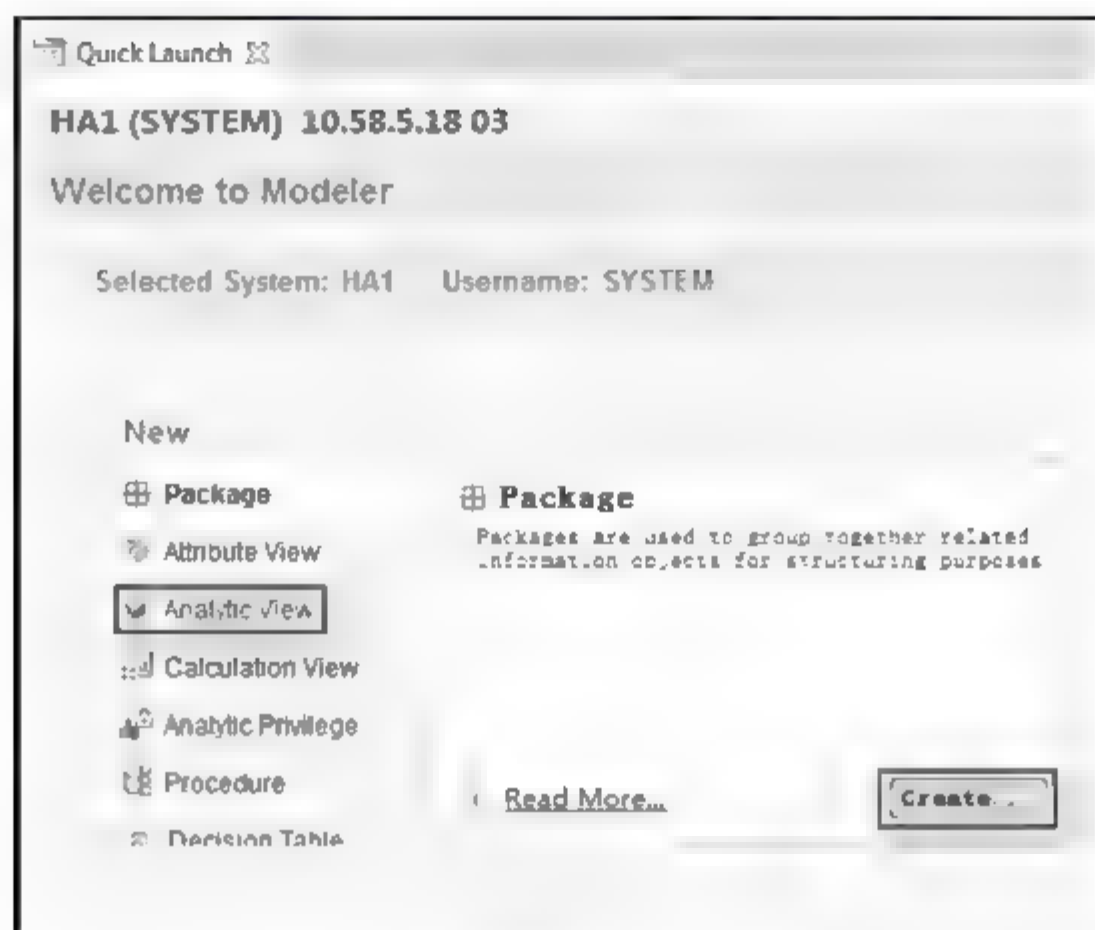 Quick Launch
HA1 (SYSTEM) 10.58.5.18 03
Welcome to Modeler
Selected System: HA1 Username: SYSTEM
New
Package
Attribute View
Analytic View
Calculation View
Analytic Privilege
Procedure
Decision Table
Package
Packages are used to group together related
information objects for structuring purposes
Read More...
Create...